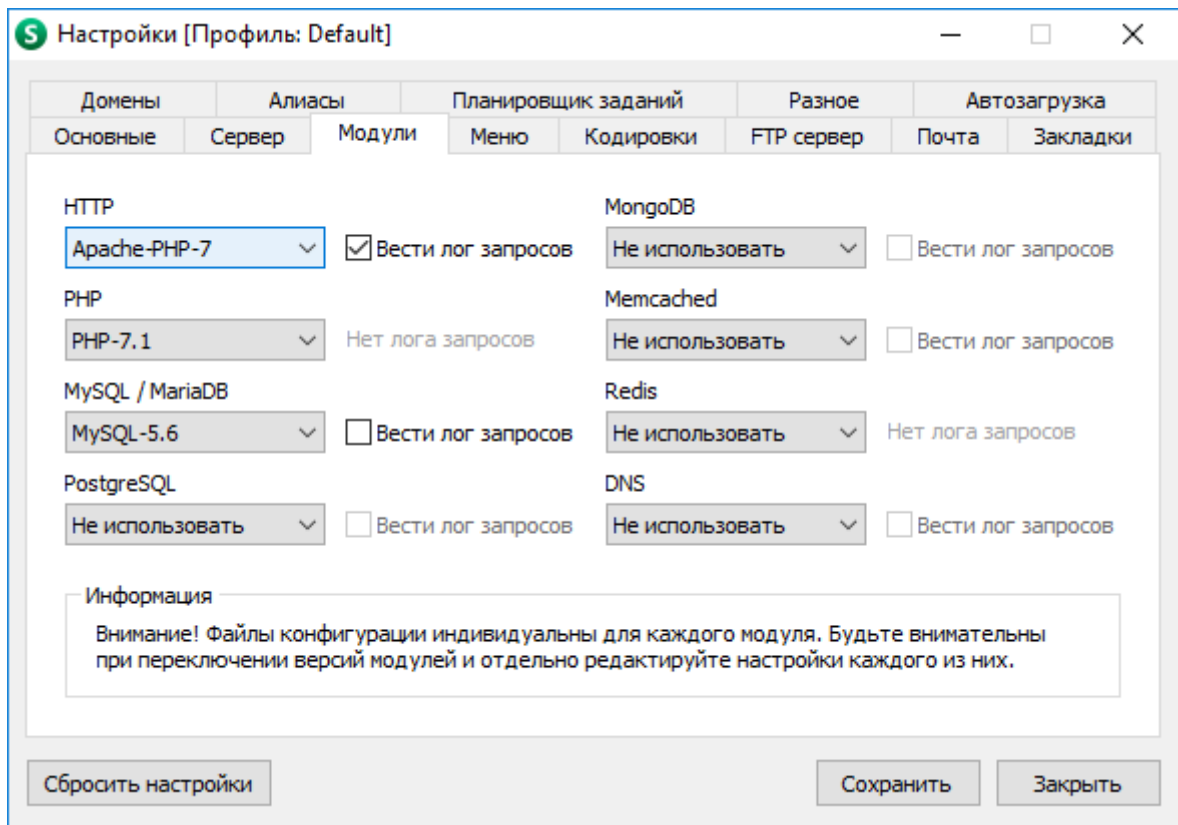 S Настройки [Профиль: Default]
Домены Алиасы Планировщик заданий Разное Автозагрузка
Основные Сервер Модули Меню Кодировки FTP сервер Почта Закладки
HTTP MongoDB
Apache-PHP-7 Вести лог запросов Не использовать Вести лог запросов
PHP Memcached
PHP-7.1 Нет лога запросов Не использовать Вести лог запросов
MySQL / MariaDB Redis
MySQL-5.6 Вести лог запросов Не использовать Нет лога запросов
PostgreSQL DNS
Не использовать Вести лог запросов Не использовать Вести лог запросов
Информация
Внимание! Файлы конфигурации индивидуальны для каждого модуля. Будьте внимательны
при переключении версий модулей и отдельно редактируйте настройки каждого из них.
Сбросить настройки Сохранить Закрыть